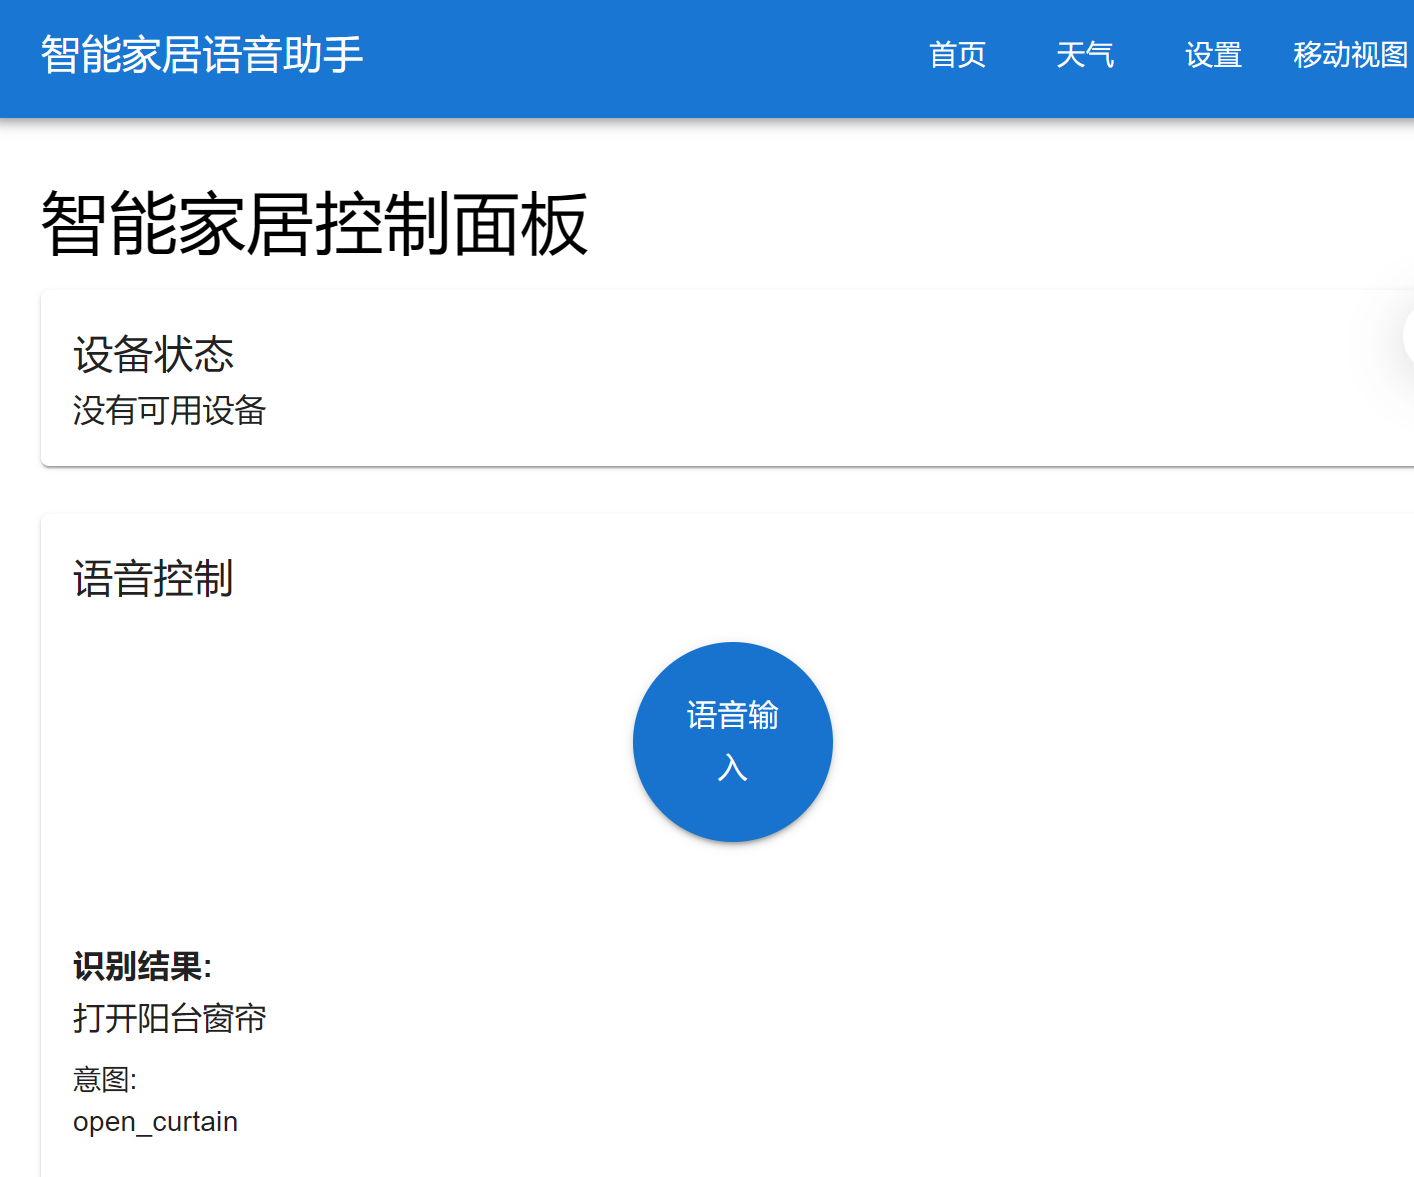 智能家居语音助手 首页 天气 设置 移动视图
智能家居控制面板
设备状态
没有可用设备
语音控制
语音输
入
识别结果:
打开阳台窗帘
意图:
open_curtain